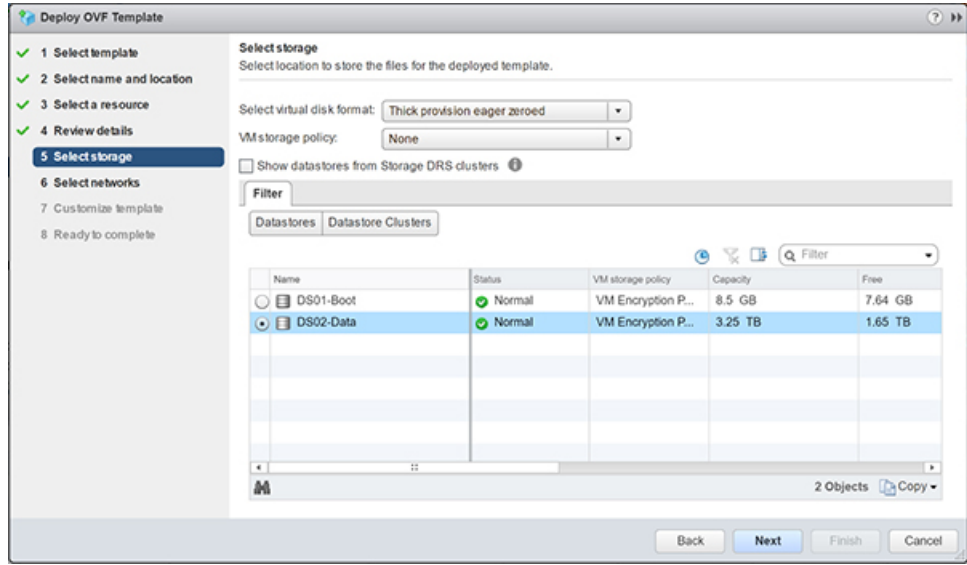 Deploy OVF Template
1 Select template
2 Select name and location
3 Select a resource
4 Review details
5 Select storage
6 Select networks
7 Customize template
8 Ready to complete
Select storage
Select location to store the files for the deployed template.
Select virtual disk format: Thick provision eager zeroed
VM storage policy: None
Show datastores from Storage DRS clusters
Filter
Datastores Datastore Clusters
Filter
Name Status VM storage policy Capacity Free
DS01-Boot Normal VM Encryption P... 8.5 GB 7.64 GB
DS02-Data Normal VM Encryption P... 3.25 TB 1.65 TB
2 Objects Copy
Back Next Finish Cancel